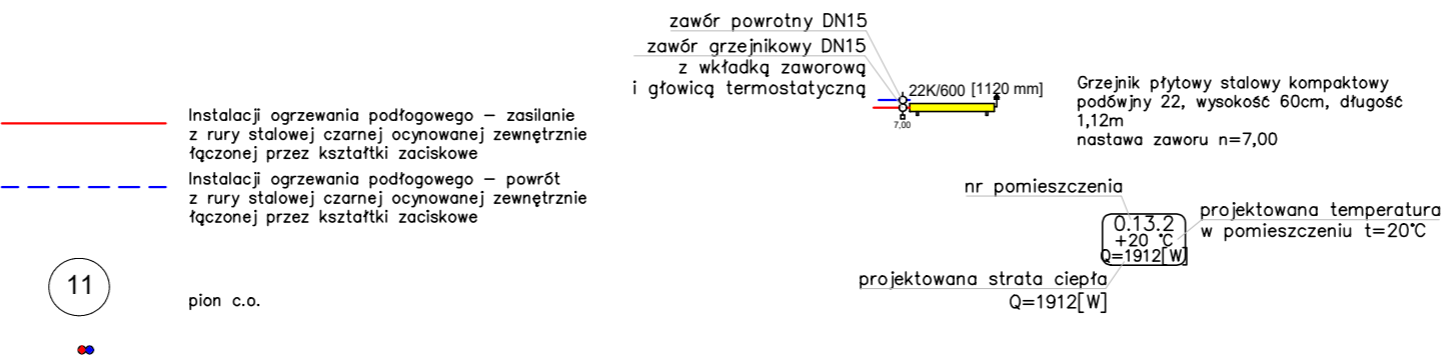 Instalacji ogrzewania podłogowego – zasilanie
z rury stalowej czarnej ocynowanej zewnętrznie
łączonej przez kształtki zaciskowe
Instalacji ogrzewania podłogowego – powrót
z rury stalowej czarnej ocynowanej zewnętrznie
łączonej przez kształtki zaciskowe
11
pion c.o.
zawór powrotny DN15
zawór grzejnikowy DN15
z wkładką zaworową
i głowicą termostatyczną
22K/600 [1120 mm]
7,00
Grzejnik płytowy stalowy kompaktowy
podówjny 22, wysokość 60cm, długość
1,12m
nastawa zaworu n=7,00
nr pomieszczenia
0.13.2
+20 °C
Q=1912[W]
projektowana temperatura
w pomieszczeniu t=20°C
projektowana strata ciepła
Q=1912[W]